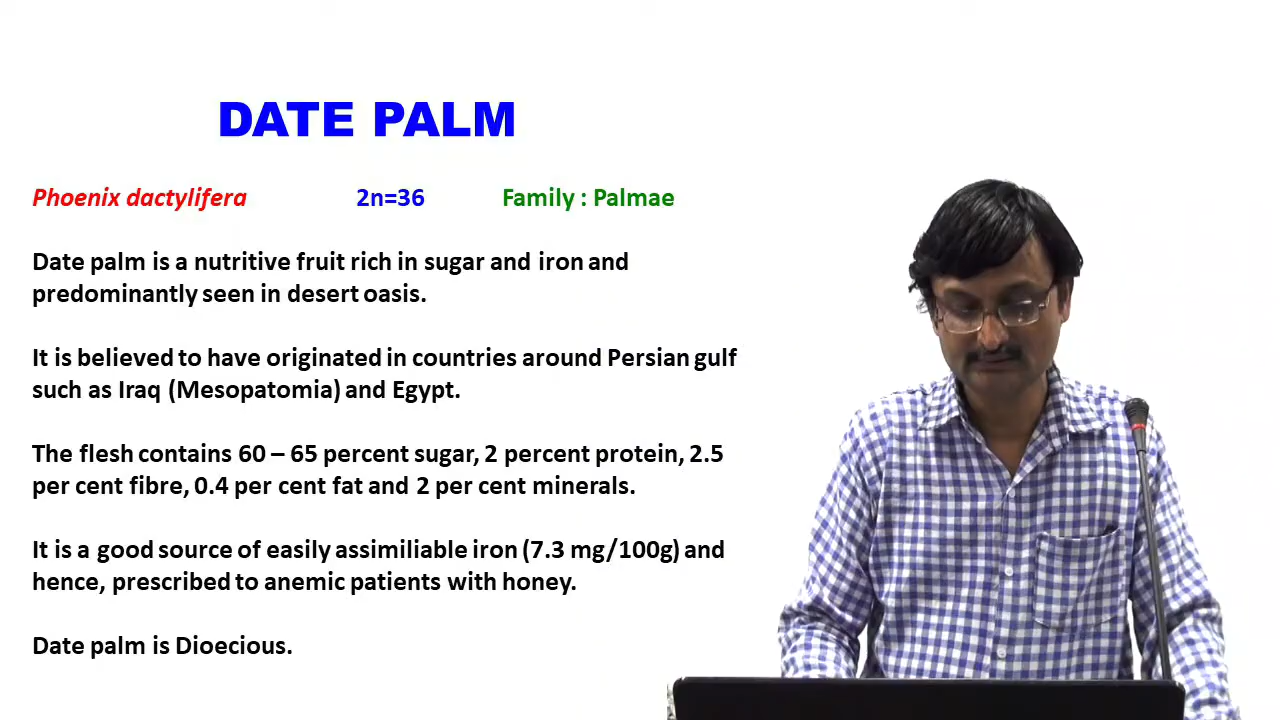 DATE PALM
Phoenix dactylifera 2n=36 Family : Palmae
Date palm is a nutritive fruit rich in sugar and iron and
predominantly seen in desert oasis.
It is believed to have originated in countries around Persian gulf
such as Iraq (Mesopatomia) and Egypt.
The flesh contains 60 – 65 percent sugar, 2 percent protein, 2.5
per cent fibre, 0.4 per cent fat and 2 per cent minerals.
It is a good source of easily assimiliable iron (7.3 mg/100g) and
hence, prescribed to anemic patients with honey.
Date palm is Dioecious.